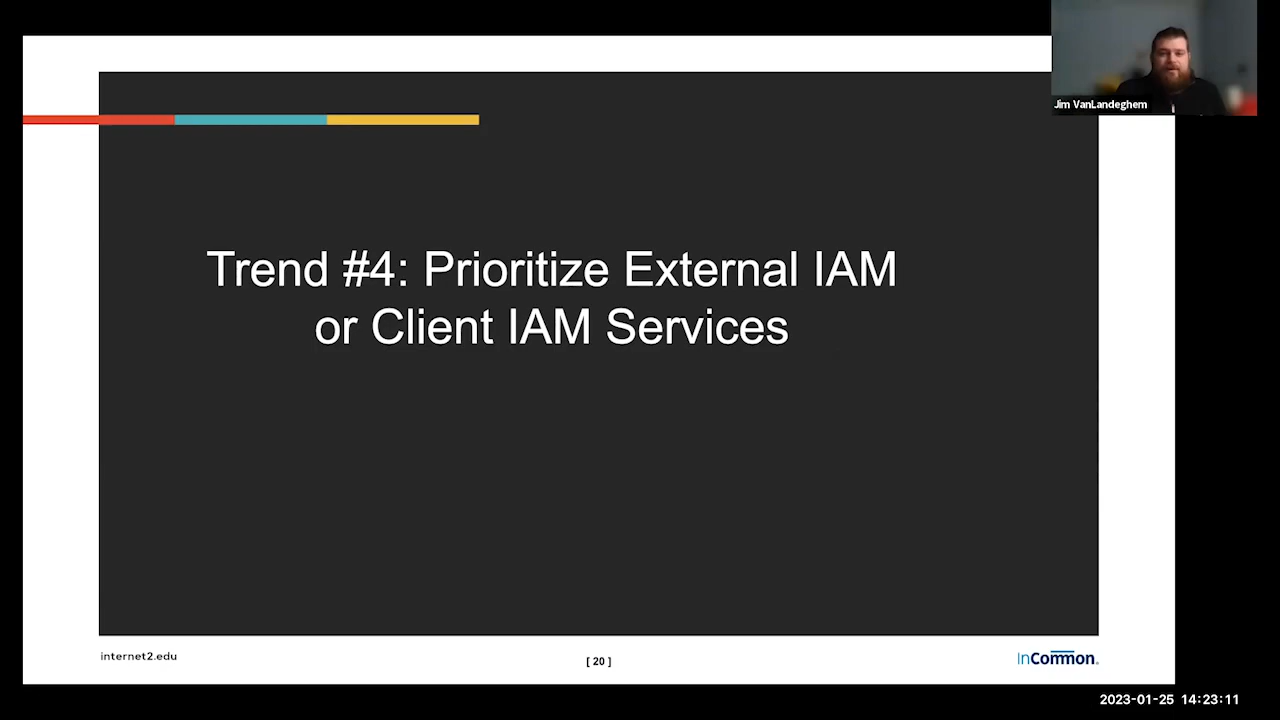 Jim VanLandeghem
Trend #4: Prioritize External IAM
or Client IAM Services
internet2.edu
[ 20 ]
InCommon.
2023-01-25 14:23:11